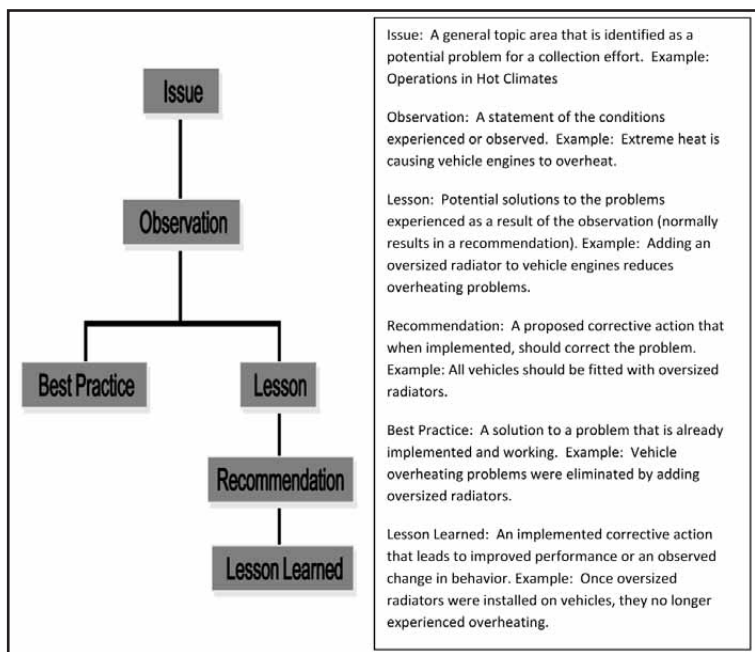 Issue
Observation
Best Practice
Lesson
Recommendation
Lesson Learned
Issue: A general topic area that is identified as a
potential problem for a collection effort. Example:
Operations in Hot Climates
Observation: A statement of the conditions
experienced or observed. Example: Extreme heat is
causing vehicle engines to overheat.
Lesson: Potential solutions to the problems
experienced as a result of the observation (normally
results in a recommendation). Example: Adding an
oversized radiator to vehicle engines reduces
overheating problems.
Recommendation: A proposed corrective action that
when implemented, should correct the problem.
Example: All vehicles should be fitted with oversized
radiators.
Best Practice: A solution to a problem that is already
implemented and working. Example: Vehicle
overheating problems were eliminated by adding
oversized radiators.
Lesson Learned: An implemented corrective action
that leads to improved performance or an observed
change in behavior. Example: Once oversized
radiators were installed on vehicles, they no longer
experienced overheating.